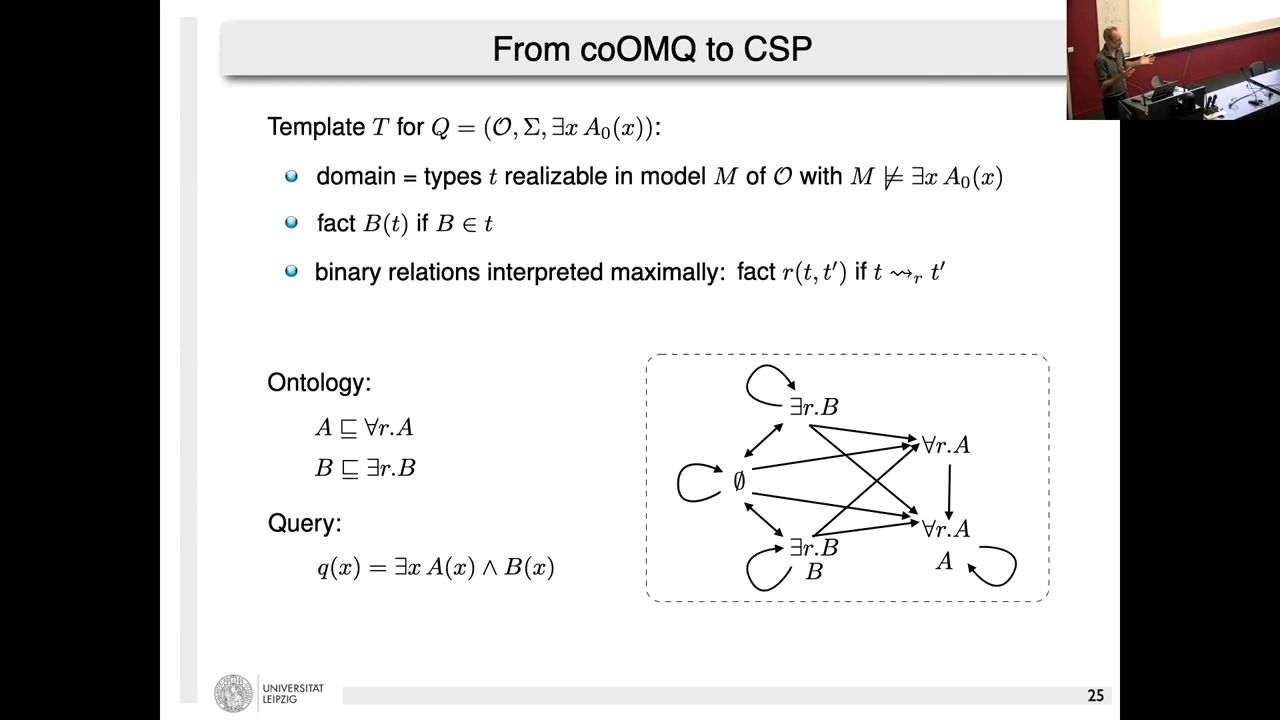 From coOMQ to CSP
Template T for Q = (𝒪, Σ, ∃x A₀(x)):
domain = types t realizable in model M of 𝒪 with M ⊭ ∃x A₀(x)
fact B(t) if B ∈ t
binary relations interpreted maximally: fact r(t, t′) if t ⇝ᵣ t′
Ontology:
A ⊑ ∀r.A
B ⊑ ∃r.B
Query:
q(x) = ∃x A(x) ∧ B(x)
∃r.B
∀r.A
∅
∀r.A
A
∃r.B
B
UNIVERSITÄT
LEIPZIG
25